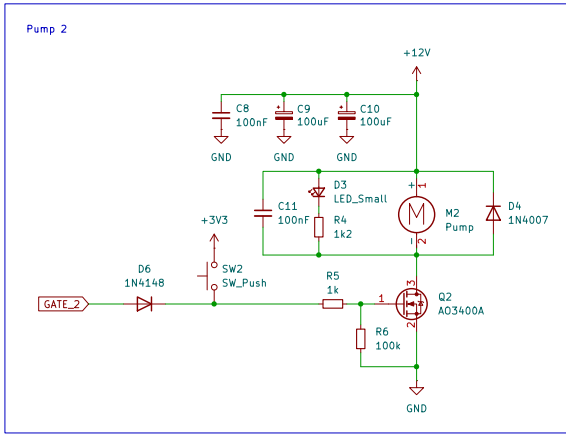 Pump 2
+12V
C8
100nF
C9
100uF
C10
100uF
+
+
GND
GND
GND
D3
LED_Small
+
1
M
M2
Pump
D4
1N4007
C11
100nF
R4
1k2
-
2
+3V3
D6
1N4148
SW2
SW_Push
R5
1k
3
Q2
AO3400A
GATE_2
1
2
R6
100k
GND